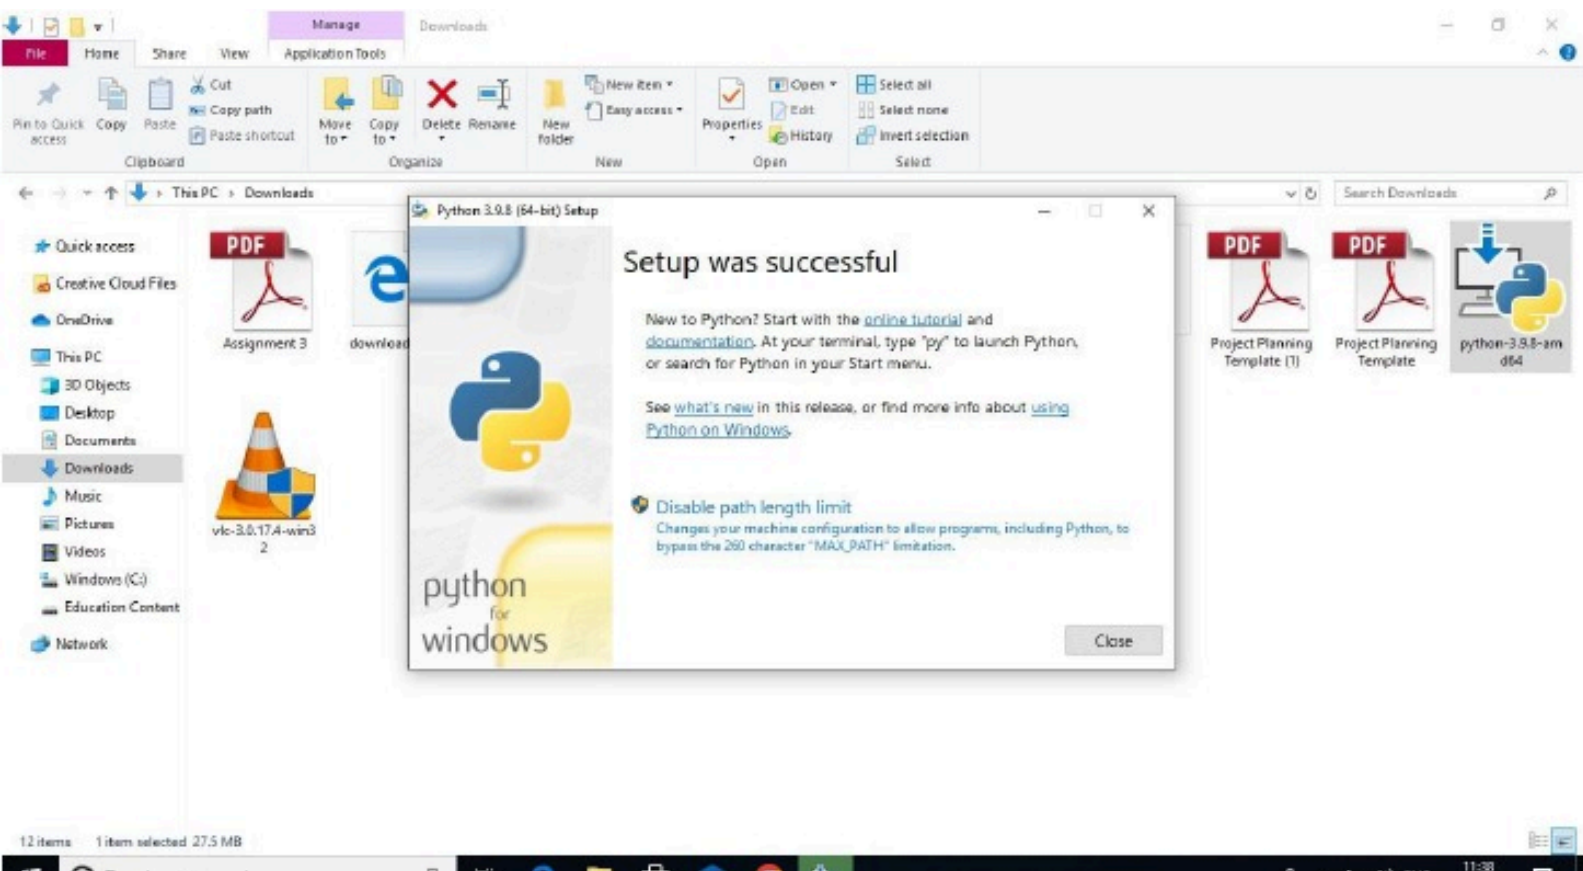 Manage
Downloads
File Home Share View Application Tools
Cut
Copy path
Paste shortcut
Pin to Quick access
Copy
Paste
Clipboard
Move to
Copy to
Delete
Rename
Organize
New folder
New item
Easy access
New
Properties
Open
Edit
History
Open
Select all
Select none
Invert selection
Select
This PC Downloads
Search Downloads
Quick access
Creative Cloud Files
OneDrive
This PC
3D Objects
Desktop
Documents
Downloads
Music
Pictures
Videos
Windows (C:)
Education Content
Network
PDF
Assignment 3
download
vlc-3.0.17.4-win3
2
Python 3.9.8 (64-bit) Setup
Setup was successful
New to Python? Start with the online tutorial and
documentation. At your terminal, type "py" to launch Python,
or search for Python in your Start menu.
See what's new in this release, or find more info about using
Python on Windows.
Disable path length limit
Changes your machine configuration to allow programs, including Python, to
bypass the 260 character "MAX_PATH" limitation.
python
for
windows
Close
PDF
Project Planning
Template (1)
PDF
Project Planning
Template
python-3.9.8-am
d64
12 items 1 item selected 27.5 MB
11:38